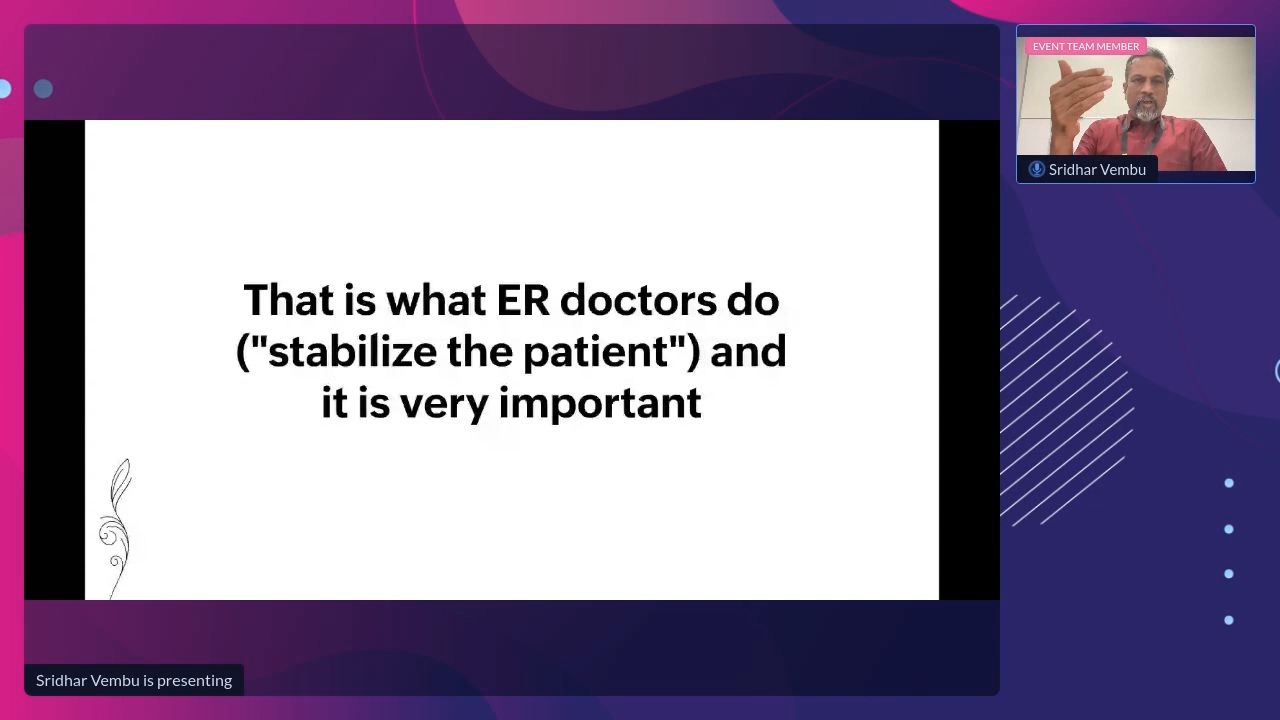 That is what ER doctors do
("stabilize the patient") and
it is very important
EVENT TEAM MEMBER
Sridhar Vembu
Sridhar Vembu is presenting